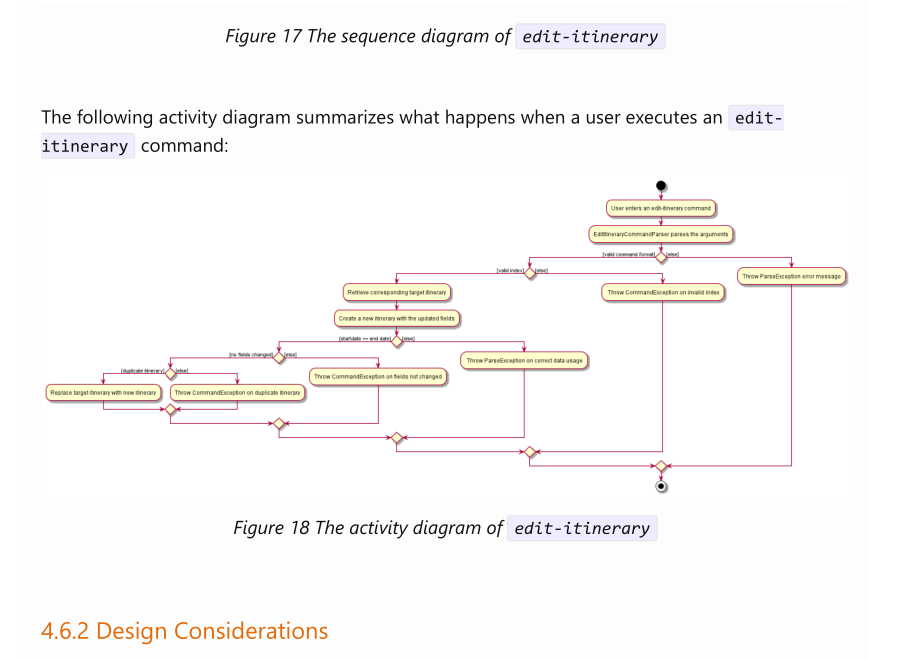 Figure 17 The sequence diagram of edit-itinerary
The following activity diagram summarizes what happens when a user executes an edit-
itinerary command:
User enters an edit-itinerary command
EditItineraryCommandParser parses the arguments
[valid command format] [else]
[valid index] [else]
Throw ParseException error message
Retrieve corresponding target itinerary
Throw CommandException on invalid index
Create a new itinerary with the updated fields
[startdate <= end date] [else]
[no fields changed] [else]
Throw ParseException on correct data usage
[duplicate itinerary] [else]
Throw CommandException on fields not changed
Replace target itinerary with new itinerary
Throw CommandException on duplicate itinerary
Figure 18 The activity diagram of edit-itinerary
4.6.2 Design Considerations